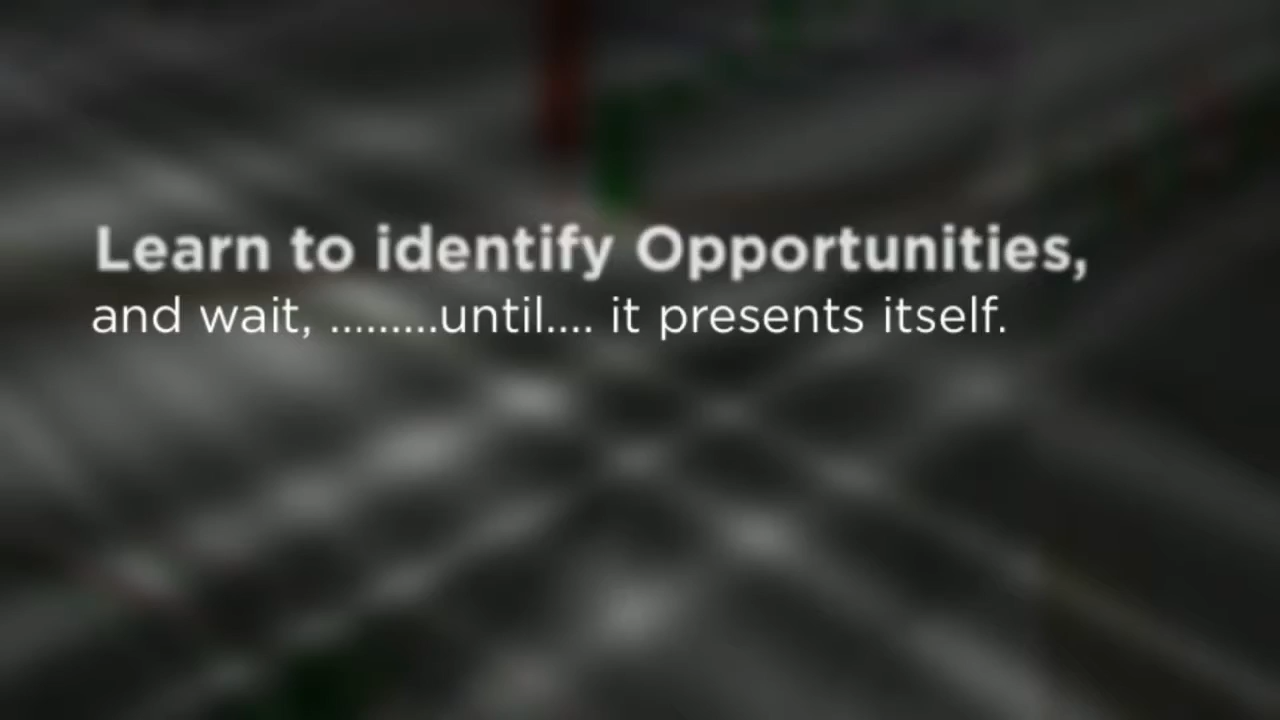 Learn to identify Opportunities,
and wait, .........until.... it presents itself.